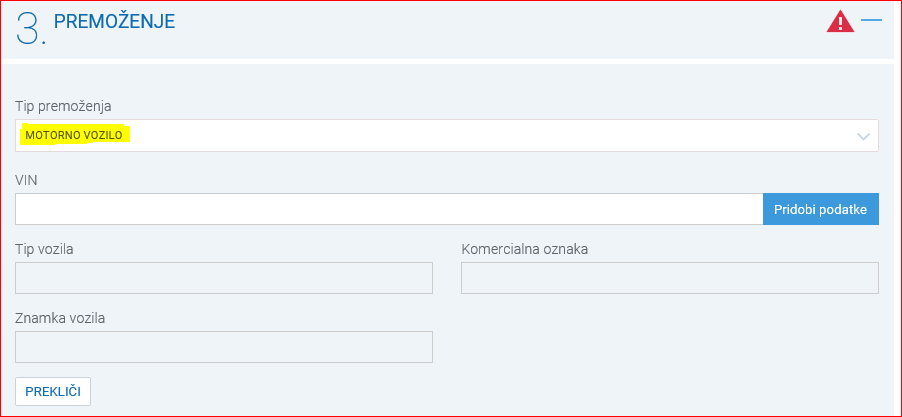 3. PREMOŽENJE
Tip premoženja
MOTORNO VOZILO
VIN
Pridobi podatke
Tip vozila
Komercialna oznaka
Znamka vozila
PREKLIČI